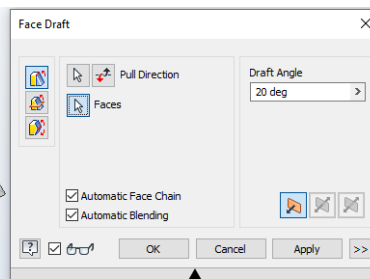 Face Draft
Pull Direction
Faces
Draft Angle
20 deg
Automatic Face Chain
Automatic Blending
OK
Cancel
Apply
>>